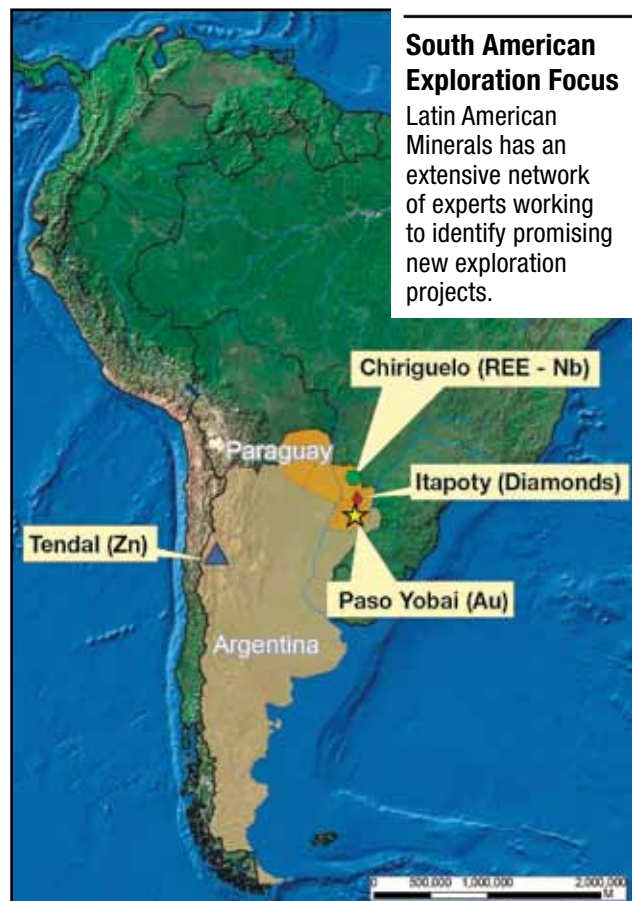 South American
Exploration Focus
Latin American
Minerals has an
extensive network
of experts working
to identify promising
new exploration
projects.
Chiriguelo (REE - Nb)
Paraguay
Itapoty (Diamonds)
Tendal (Zn)
Paso Yobai (Au)
Argentina
0 500,000 1,000,000 2,000,000
M